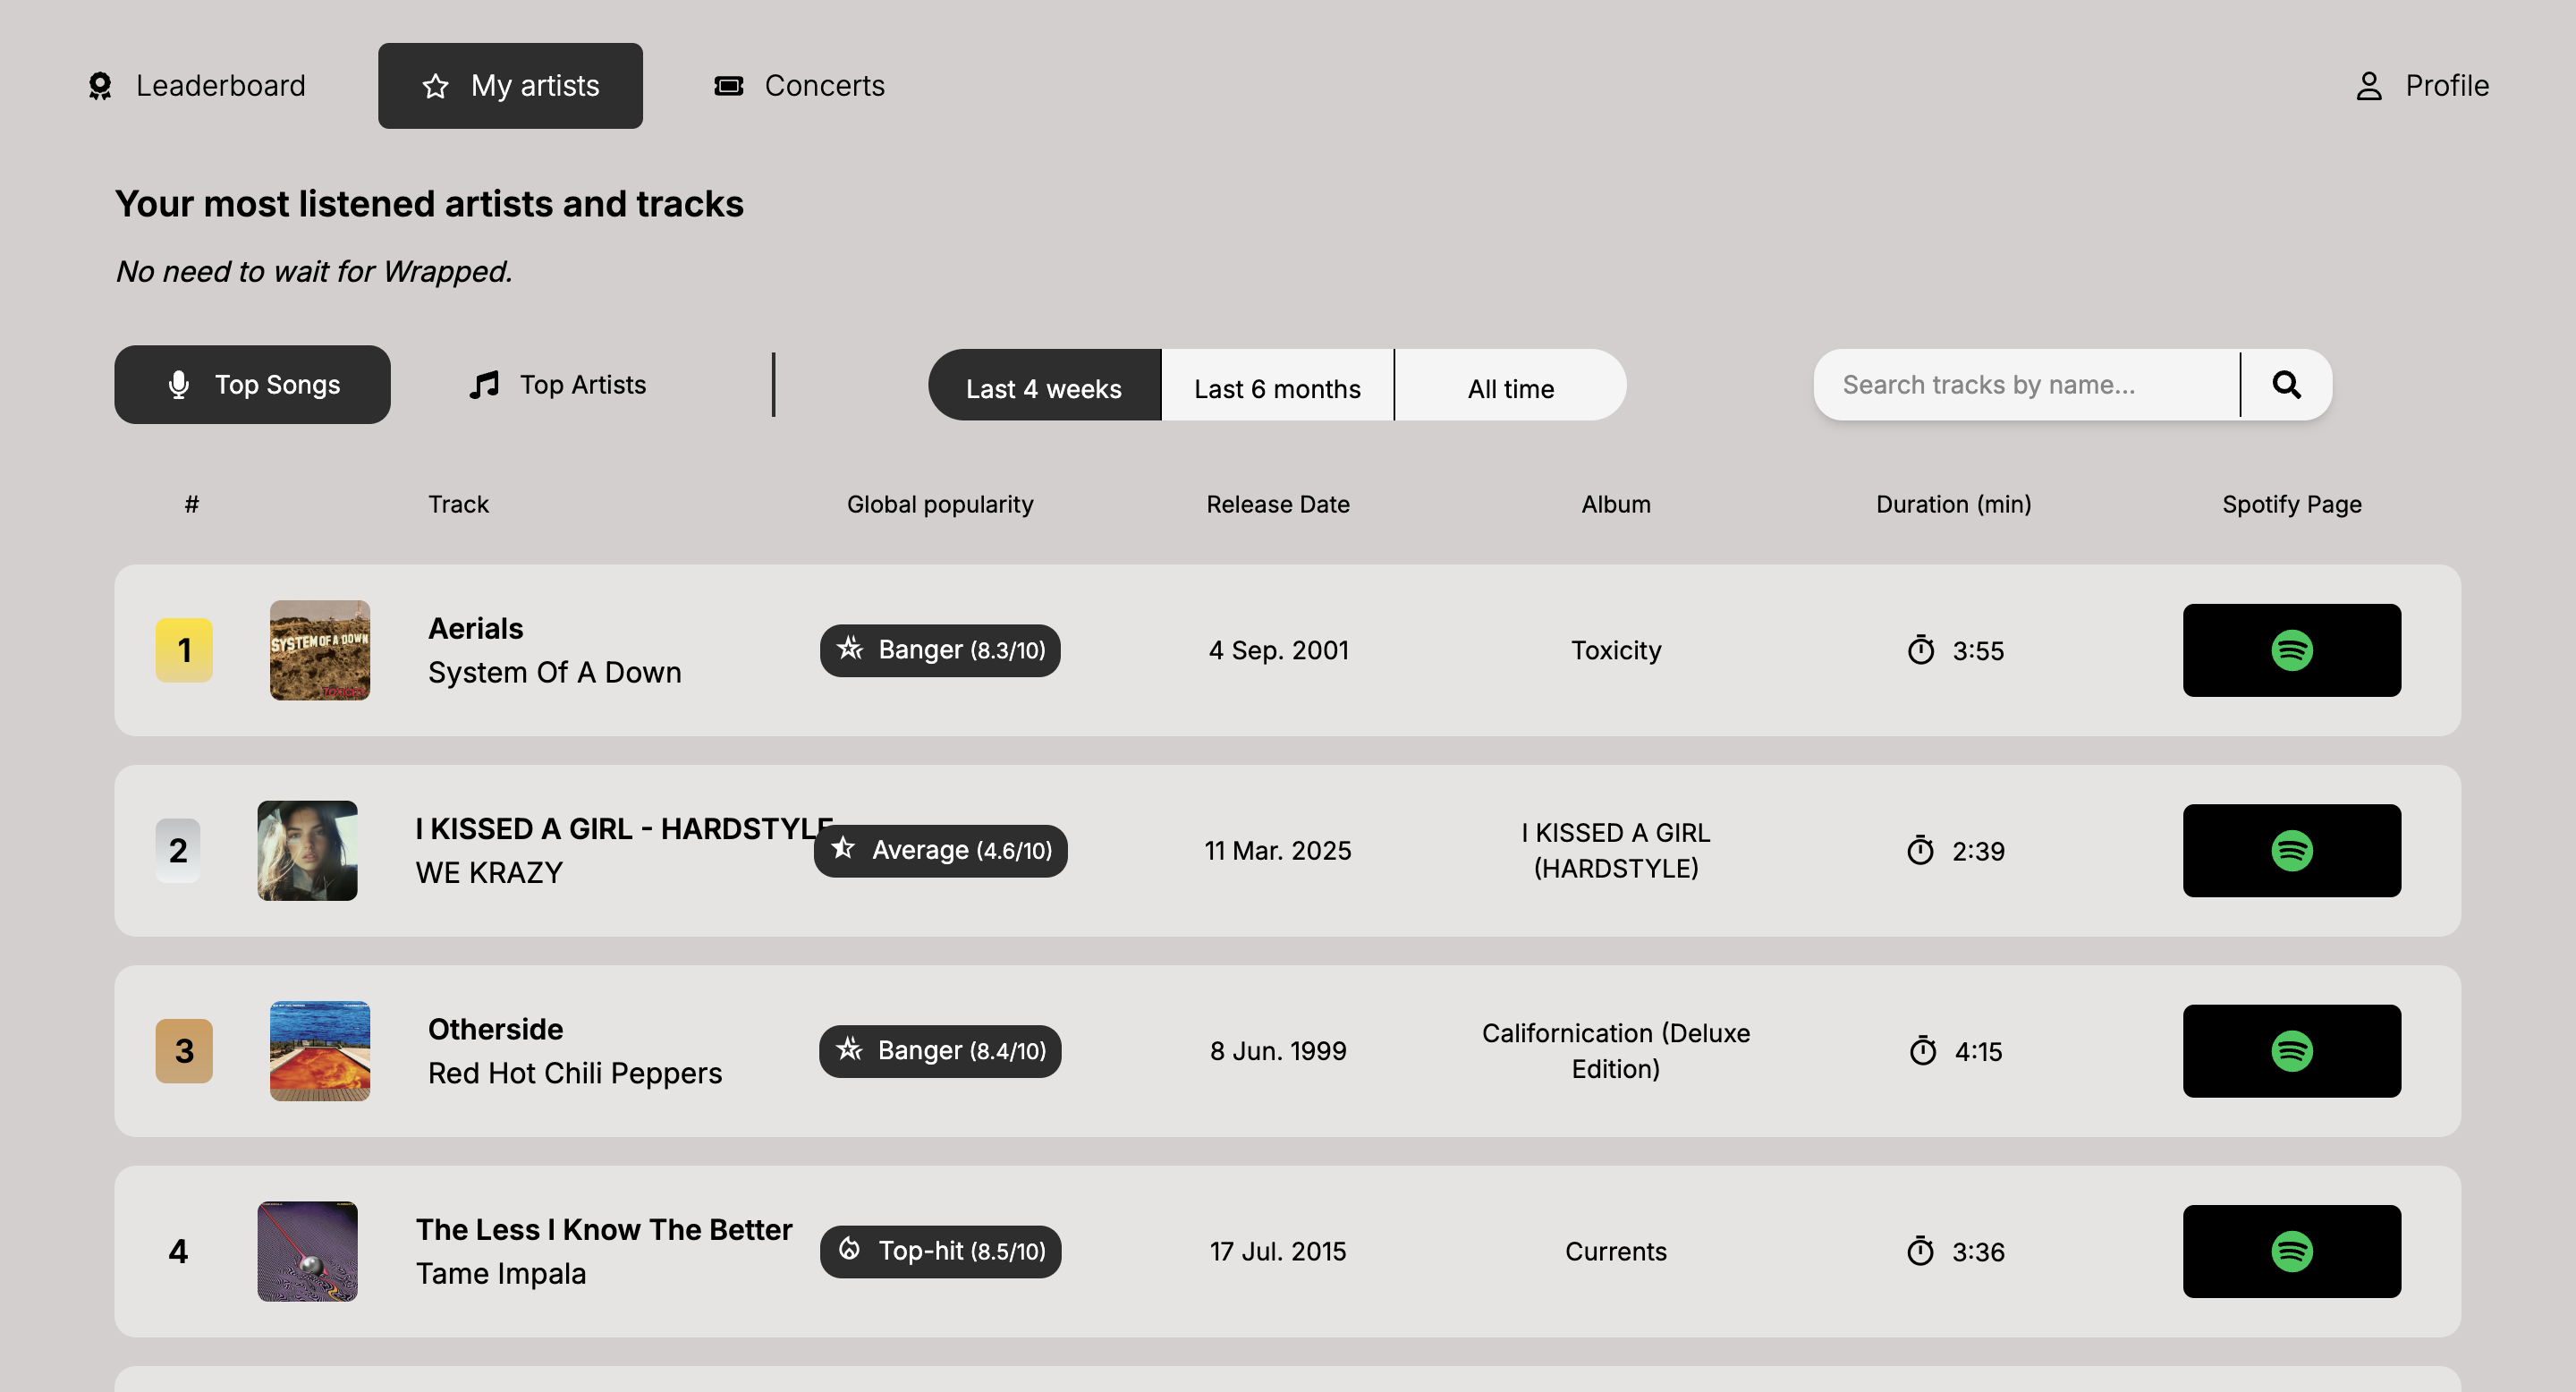 Leaderboard
My artists
Concerts
Profile
Your most listened artists and tracks
No need to wait for Wrapped.
Top Songs
Top Artists
Last 4 weeks
Last 6 months
All time
Search tracks by name...
# Track Global popularity Release Date Album Duration (min) Spotify Page
1
SYSTEM OF A DOWN
TOXICITY
Aerials
System Of A Down
Banger (8.3/10)
4 Sep. 2001
Toxicity
3:55
2
I KISSED A GIRL - HARDSTYLE
WE KRAZY
Average (4.6/10)
11 Mar. 2025
I KISSED A GIRL
(HARDSTYLE)
2:39
3
Otherside
Red Hot Chili Peppers
Banger (8.4/10)
8 Jun. 1999
Californication (Deluxe
Edition)
4:15
4
The Less I Know The Better
Tame Impala
Top-hit (8.5/10)
17 Jul. 2015
Currents
3:36